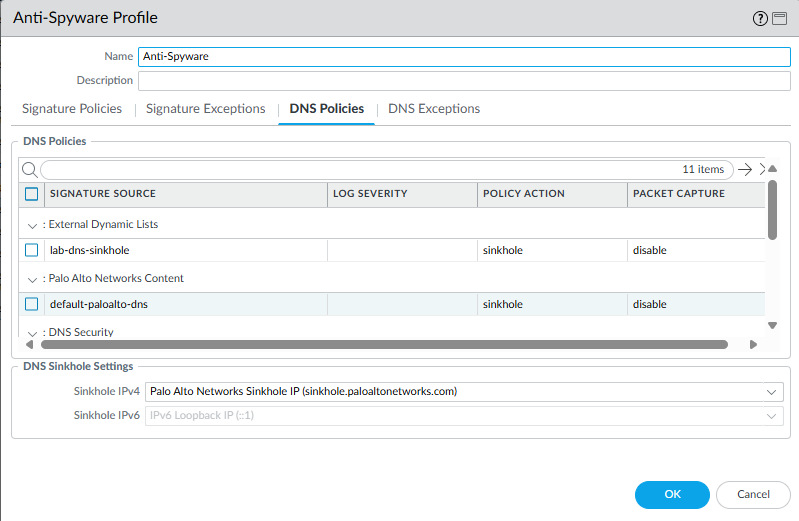 Anti-Spyware Profile
Name Anti-Spyware
Description
Signature Policies Signature Exceptions DNS Policies DNS Exceptions
DNS Policies
11 items
SIGNATURE SOURCE LOG SEVERITY POLICY ACTION PACKET CAPTURE
: External Dynamic Lists
lab-dns-sinkhole sinkhole disable
: Palo Alto Networks Content
default-paloalto-dns sinkhole disable
: DNS Security
DNS Sinkhole Settings
Sinkhole IPv4 Palo Alto Networks Sinkhole IP (sinkhole.paloaltonetworks.com)
Sinkhole IPv6 IPv6 Loopback IP (::1)
OK Cancel